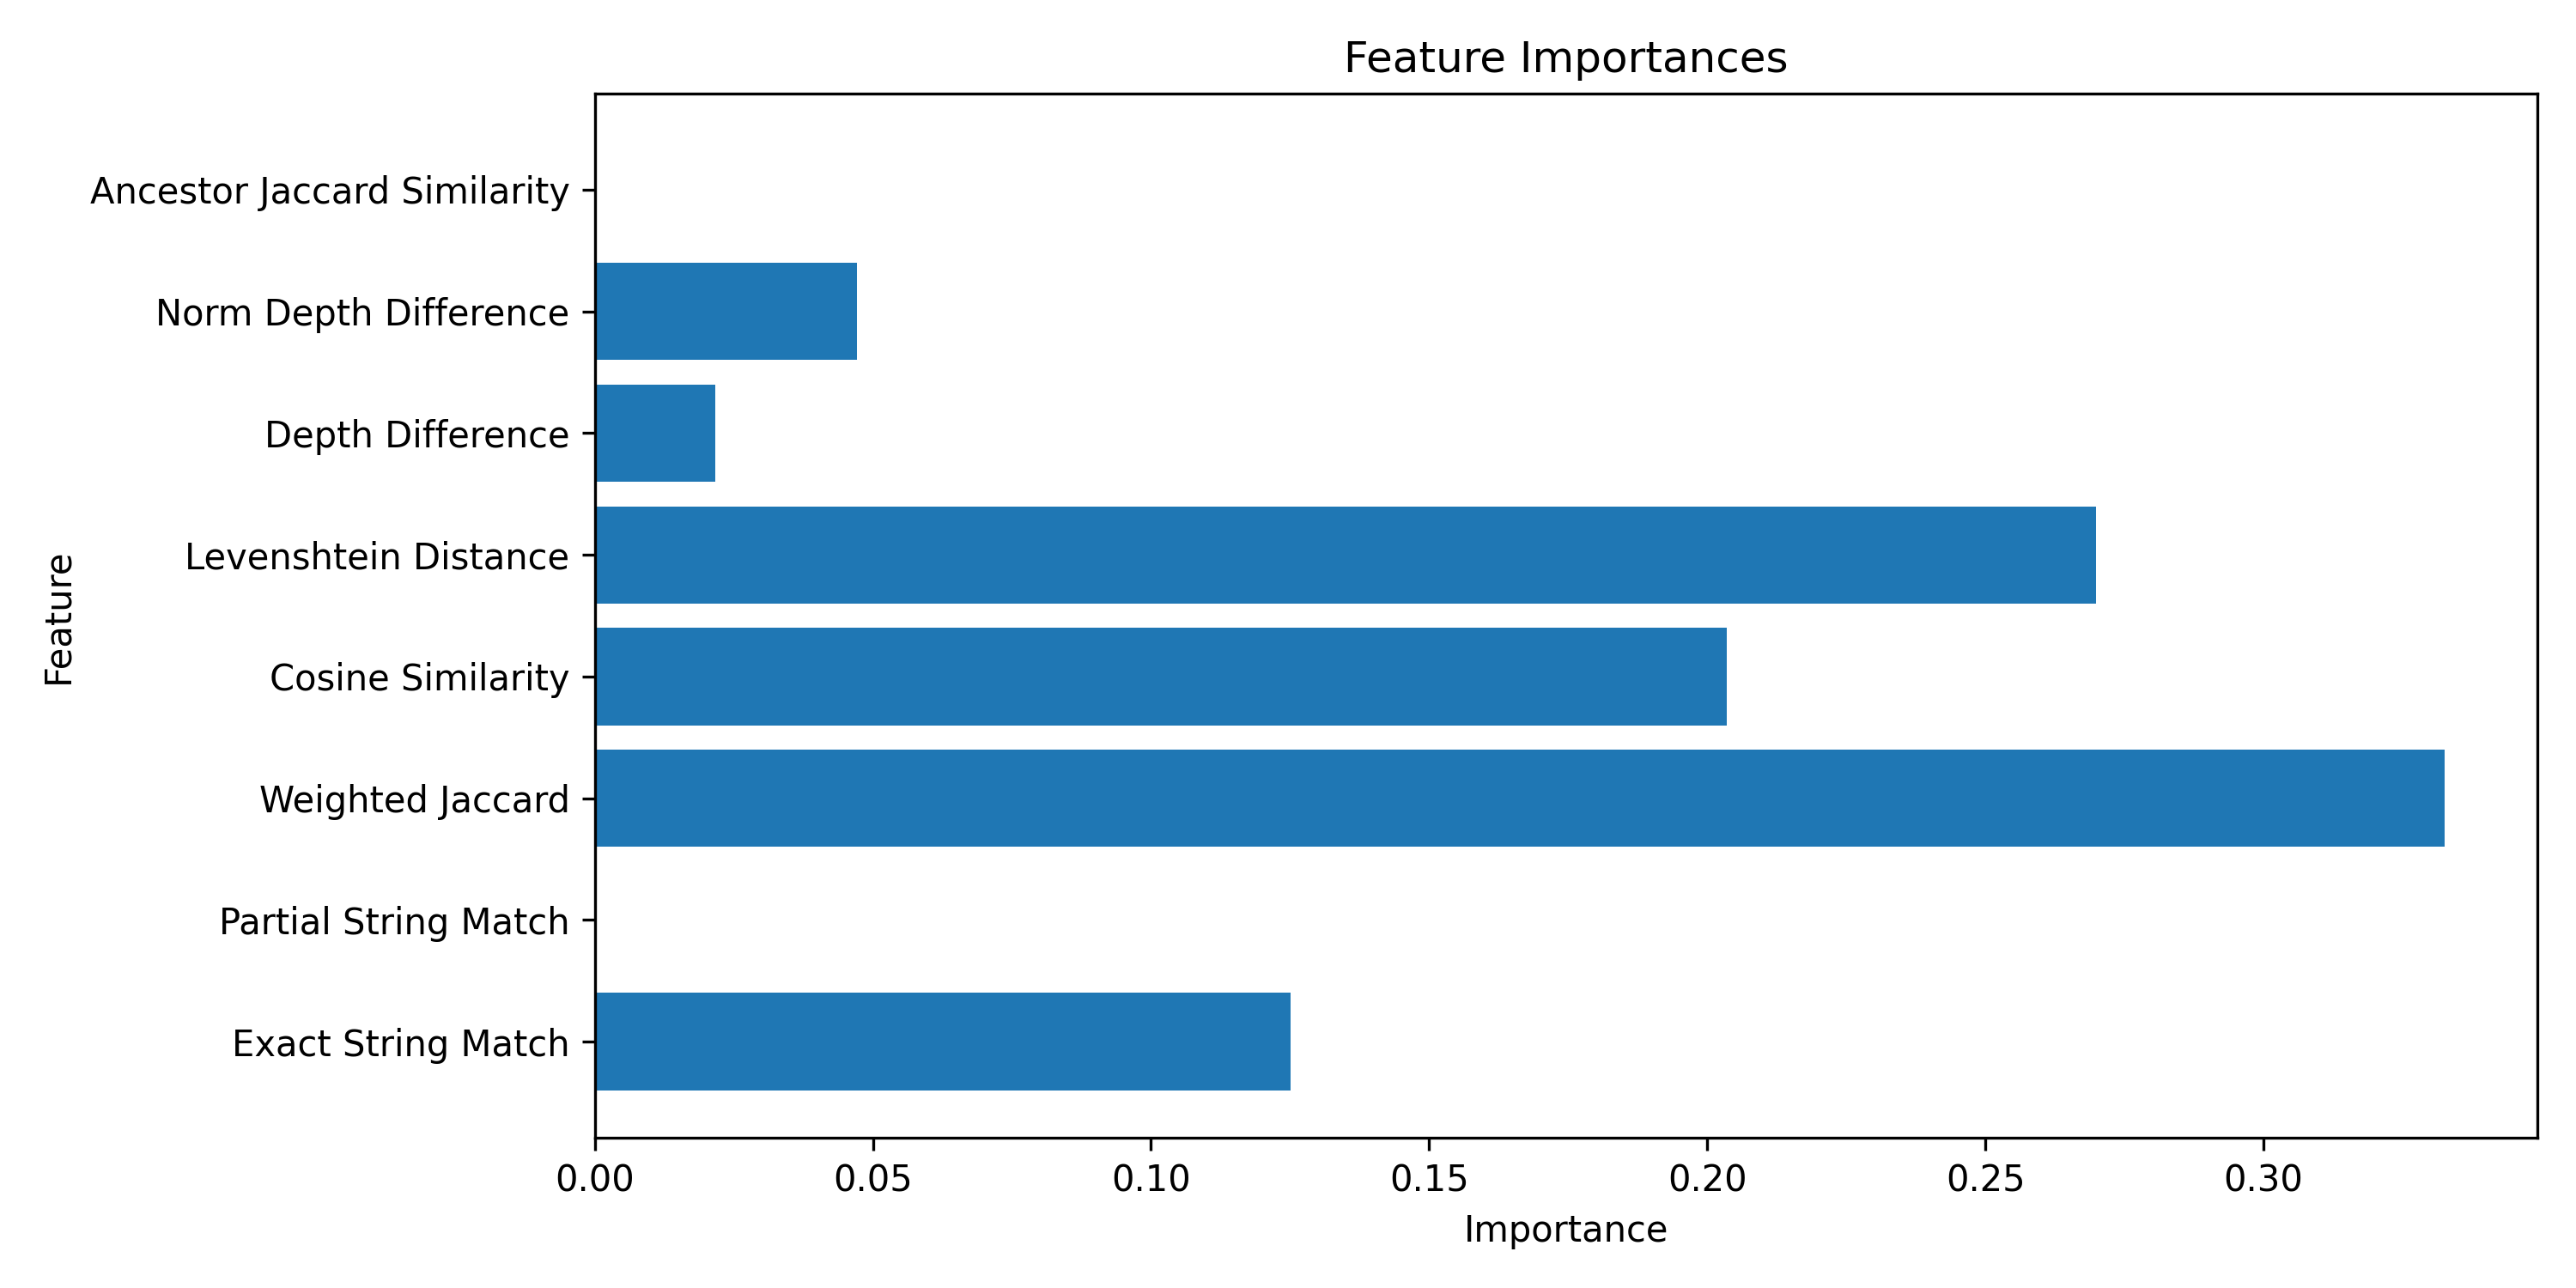 Feature Importances
Ancestor Jaccard Similarity
Norm Depth Difference
Depth Difference
Levenshtein Distance
Cosine Similarity
Weighted Jaccard
Partial String Match
Exact String Match
Feature
0.00 0.05 0.10 0.15 0.20 0.25 0.30
Importance